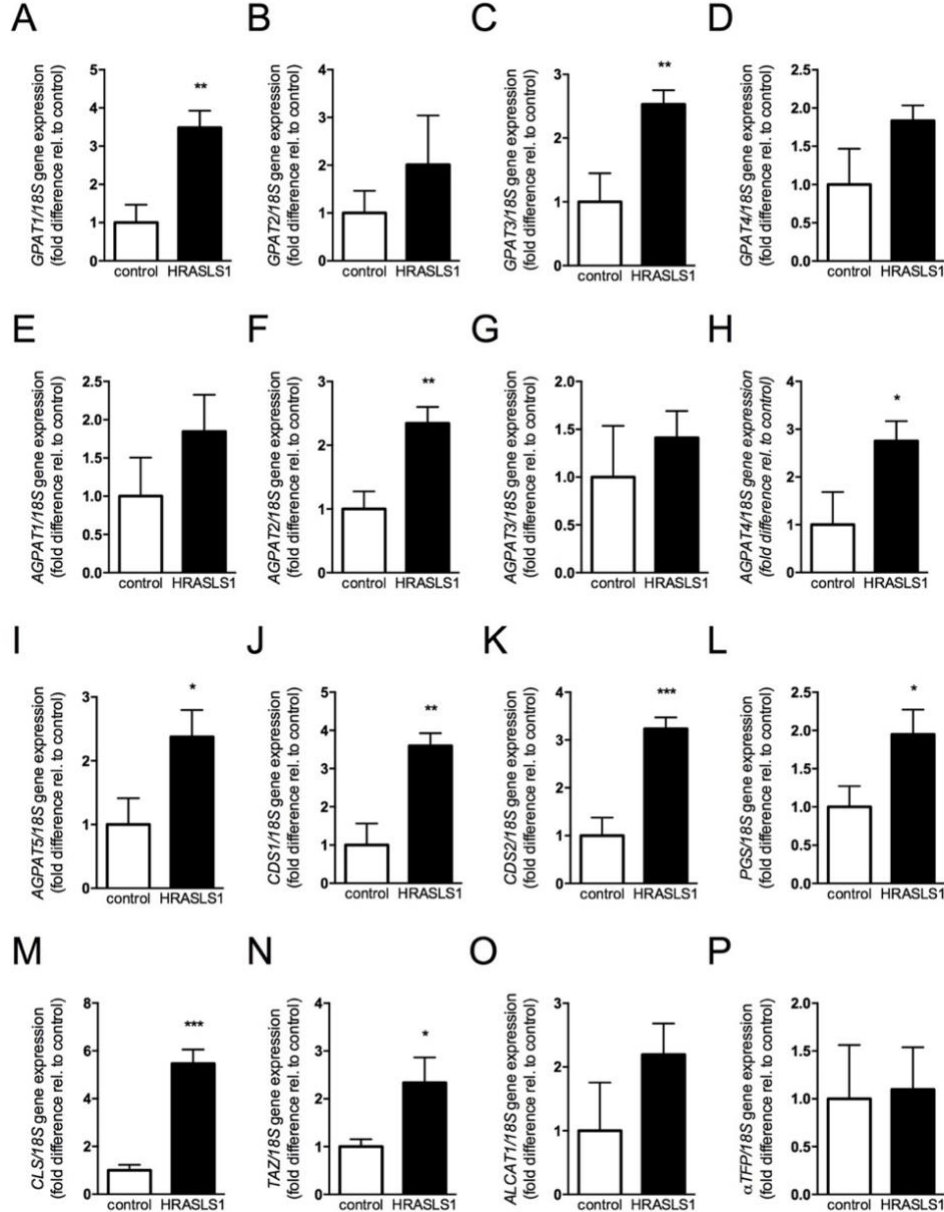 A
B
C
D
GPAT1/18S gene expression
(fold difference rel. to control)
5
4
3
2
1
0
**
control HRASLS1
GPAT2/18S gene expression
(fold difference rel. to control)
4
3
2
1
0
control HRASLS1
GPAT3/18S gene expression
(fold difference rel. to control)
3
2
1
0
**
control HRASLS1
GPAT4/18S gene expression
(fold difference rel. to control)
2.5
2.0
1.5
1.0
0.5
0.0
control HRASLS1
E
F
G
H
AGPAT1/18S gene expression
(fold difference rel. to control)
2.5
2.0
1.5
1.0
0.5
0.0
control HRASLS1
AGPAT2/18S gene expression
(fold difference rel. to control)
3
2
1
0
**
control HRASLS1
AGPAT3/18S gene expression
(fold difference rel. to control)
2.0
1.5
1.0
0.5
0.0
control HRASLS1
AGPAT4/18S gene expression
(fold difference rel. to control)
4
3
2
1
0
*
control HRASLS1
I
J
K
L
AGPAT5/18S gene expression
(fold difference rel. to control)
3
2
1
0
*
control HRASLS1
CDS1/18S gene expression
(fold difference rel. to control)
5
4
3
2
1
0
**
control HRASLS1
CDS2/18S gene expression
(fold difference rel. to control)
4
3
2
1
0
***
control HRASLS1
PGS/18S gene expression
(fold difference rel. to control)
2.5
2.0
1.5
1.0
0.5
0.0
*
control HRASLS1
M
N
O
P
CLS/18S gene expression
(fold difference rel. to control)
8
6
4
2
0
***
control HRASLS1
TAZ/18S gene expression
(fold difference rel. to control)
4
3
2
1
0
*
control HRASLS1
ALCAT1/18S gene expression
(fold difference rel. to control)
3
2
1
0
control HRASLS1
αTFP/18S gene expression
(fold difference rel. to control)
2.0
1.5
1.0
0.5
0.0
control HRASLS1